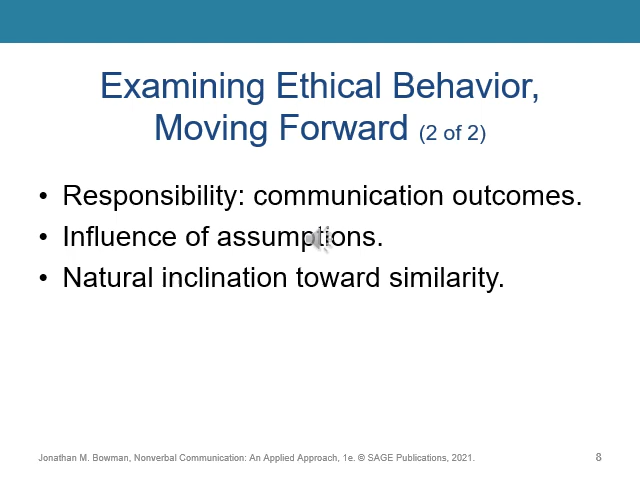 Examining Ethical Behavior,
Moving Forward (2 of 2)
• Responsibility: communication outcomes.
• Influence of assumptions.
• Natural inclination toward similarity.
Jonathan M. Bowman, Nonverbal Communication: An Applied Approach, 1e. © SAGE Publications, 2021.
8